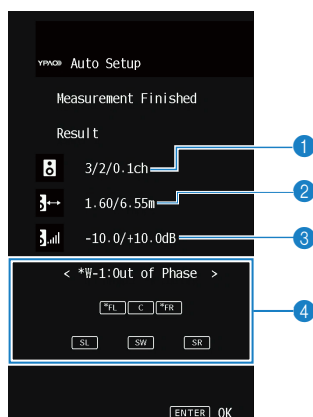 YPAO Auto Setup
Measurement Finished
Result
3/2/0.1ch
1
1.60/6.55m
2
-10.0/+10.0dB
3
< *W-1:Out of Phase >
4
*FL C *FR
SL SW SR
ENTER OK